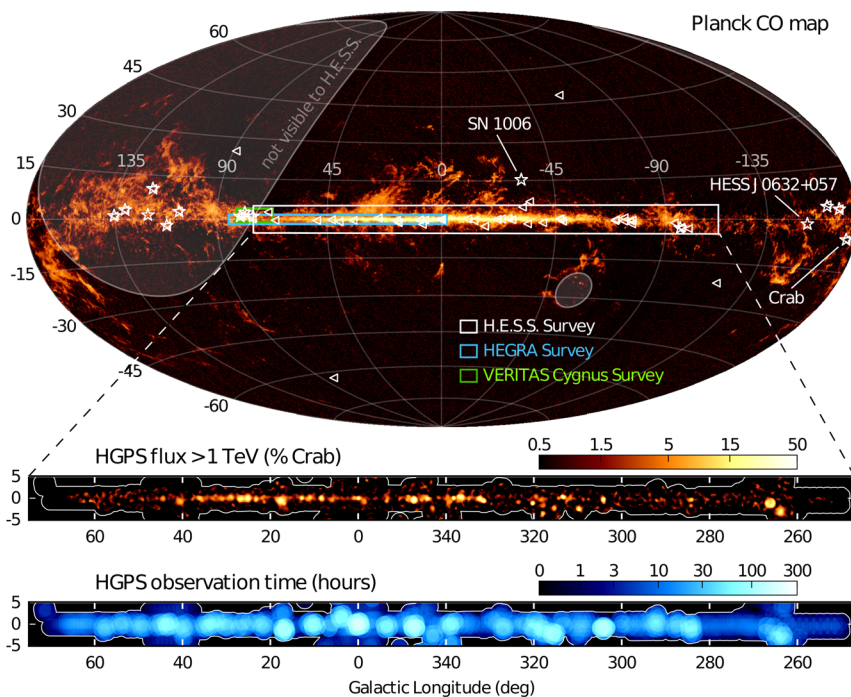 Planck CO map
60
45
not visible to H.E.S.S.
30
SN 1006
15
135
90
45
0
-45
-90
-135
HESS J0632+057
0
-15
Crab
-30
H.E.S.S. Survey
HEGRA Survey
-45
VERITAS Cygnus Survey
-60
HGPS flux >1 TeV (% Crab)
0.5 1.5 5 15 50
5
0
-5
60 40 20 0 340 320 300 280 260
HGPS observation time (hours)
0 1 3 10 30 100 300
5
0
-5
60 40 20 0 340 320 300 280 260
Galactic Longitude (deg)